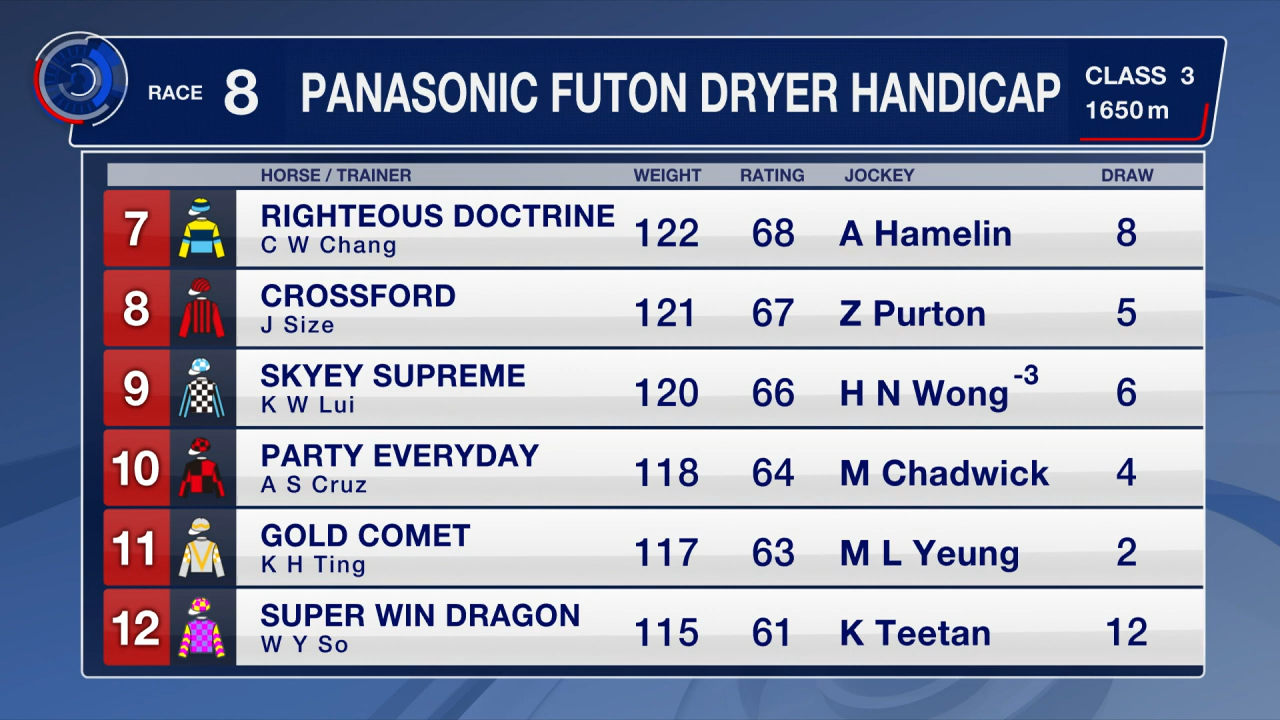 RACE 8 PANASONIC FUTON DRYER HANDICAP CLASS 3
1650 m
HORSE / TRAINER WEIGHT RATING JOCKEY DRAW
7 RIGHTEOUS DOCTRINE 122 68 A Hamelin 8
C W Chang
8 CROSSFORD 121 67 Z Purton 5
J Size
9 SKYEY SUPREME 120 66 H N Wong -3 6
K W Lui
10 PARTY EVERYDAY 118 64 M Chadwick 4
A S Cruz
11 GOLD COMET 117 63 M L Yeung 2
K H Ting
12 SUPER WIN DRAGON 115 61 K Teetan 12
W Y So